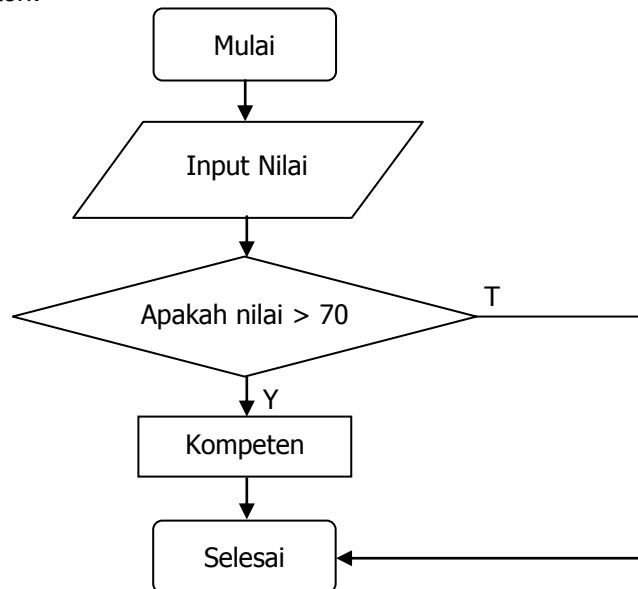 Mulai
Input Nilai
Apakah nilai > 70
T
Y
Kompeten
Selesai